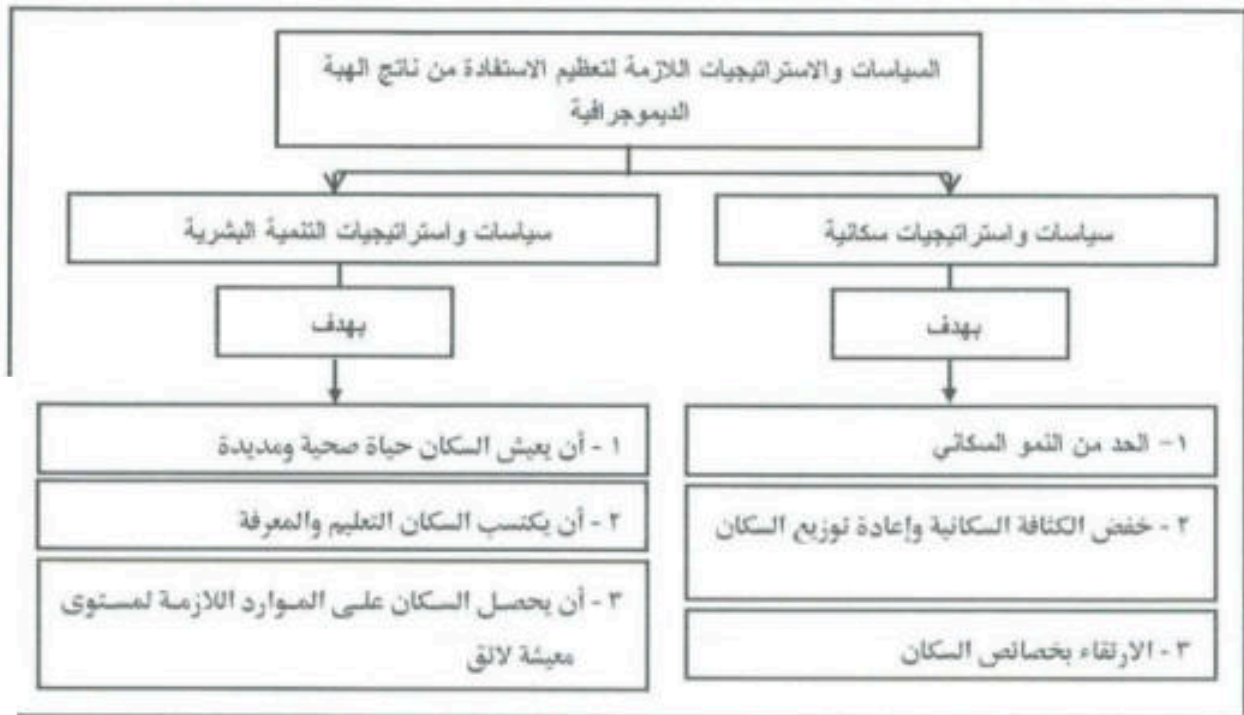 السياسات والاستراتيجيات اللازمة لتعظيم الاستفادة من ناتج الهبة
الديموجرافية
سياسات واستراتيجيات سكانية
سياسات واستراتيجيات التنمية البشرية
بهدف
بهدف
١- الحد من النمو السكاني
٢- خفض الكثافة السكانية وإعادة توزيع السكان
٣- الارتقاء بخصائص السكان
١- أن يعيش السكان حياة صحية ومديدة
٢- أن يكتسب السكان التعليم والمعرفة
٣- أن يحصل السكان على الموارد اللازمة لمستوى
معيشة لائق